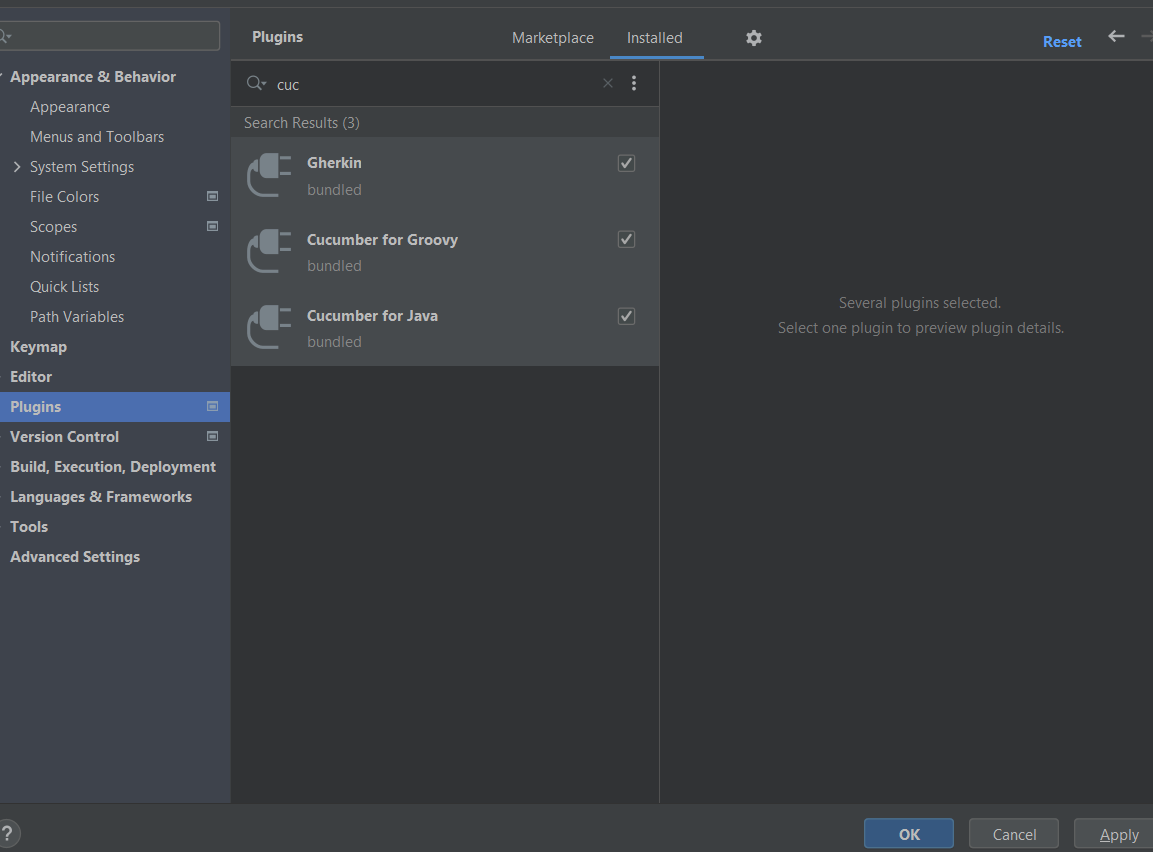 Plugins
Marketplace
Installed
Reset
Appearance & Behavior
Appearance
Menus and Toolbars
System Settings
File Colors
Scopes
Notifications
Quick Lists
Path Variables
Keymap
Editor
Plugins
Version Control
Build, Execution, Deployment
Languages & Frameworks
Tools
Advanced Settings
cuc
Search Results (3)
Gherkin
bundled
Cucumber for Groovy
bundled
Cucumber for Java
bundled
Several plugins selected.
Select one plugin to preview plugin details.
?
OK
Cancel
Apply